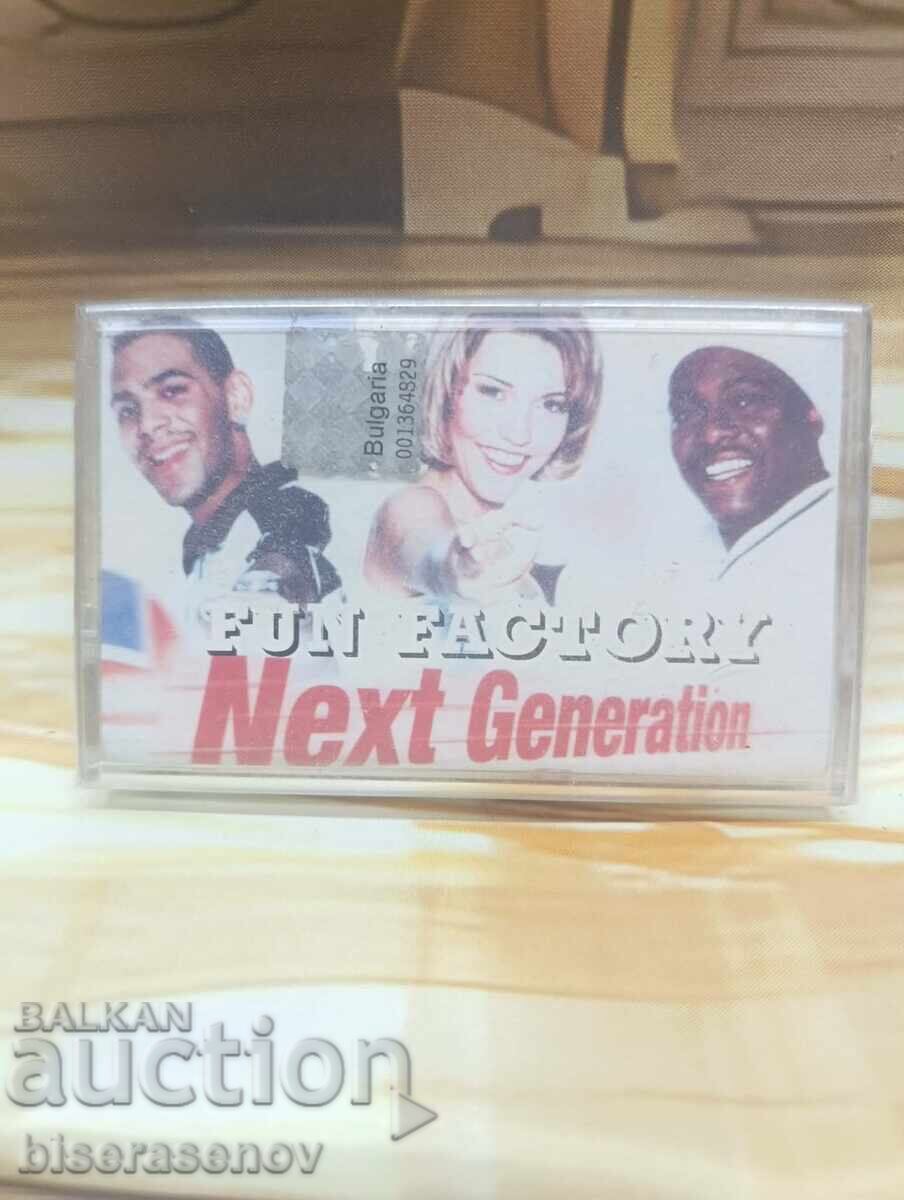 Bulgaria
001364829
FUN FACTORY
Next Generation
BALKAN
auction
biserasenov